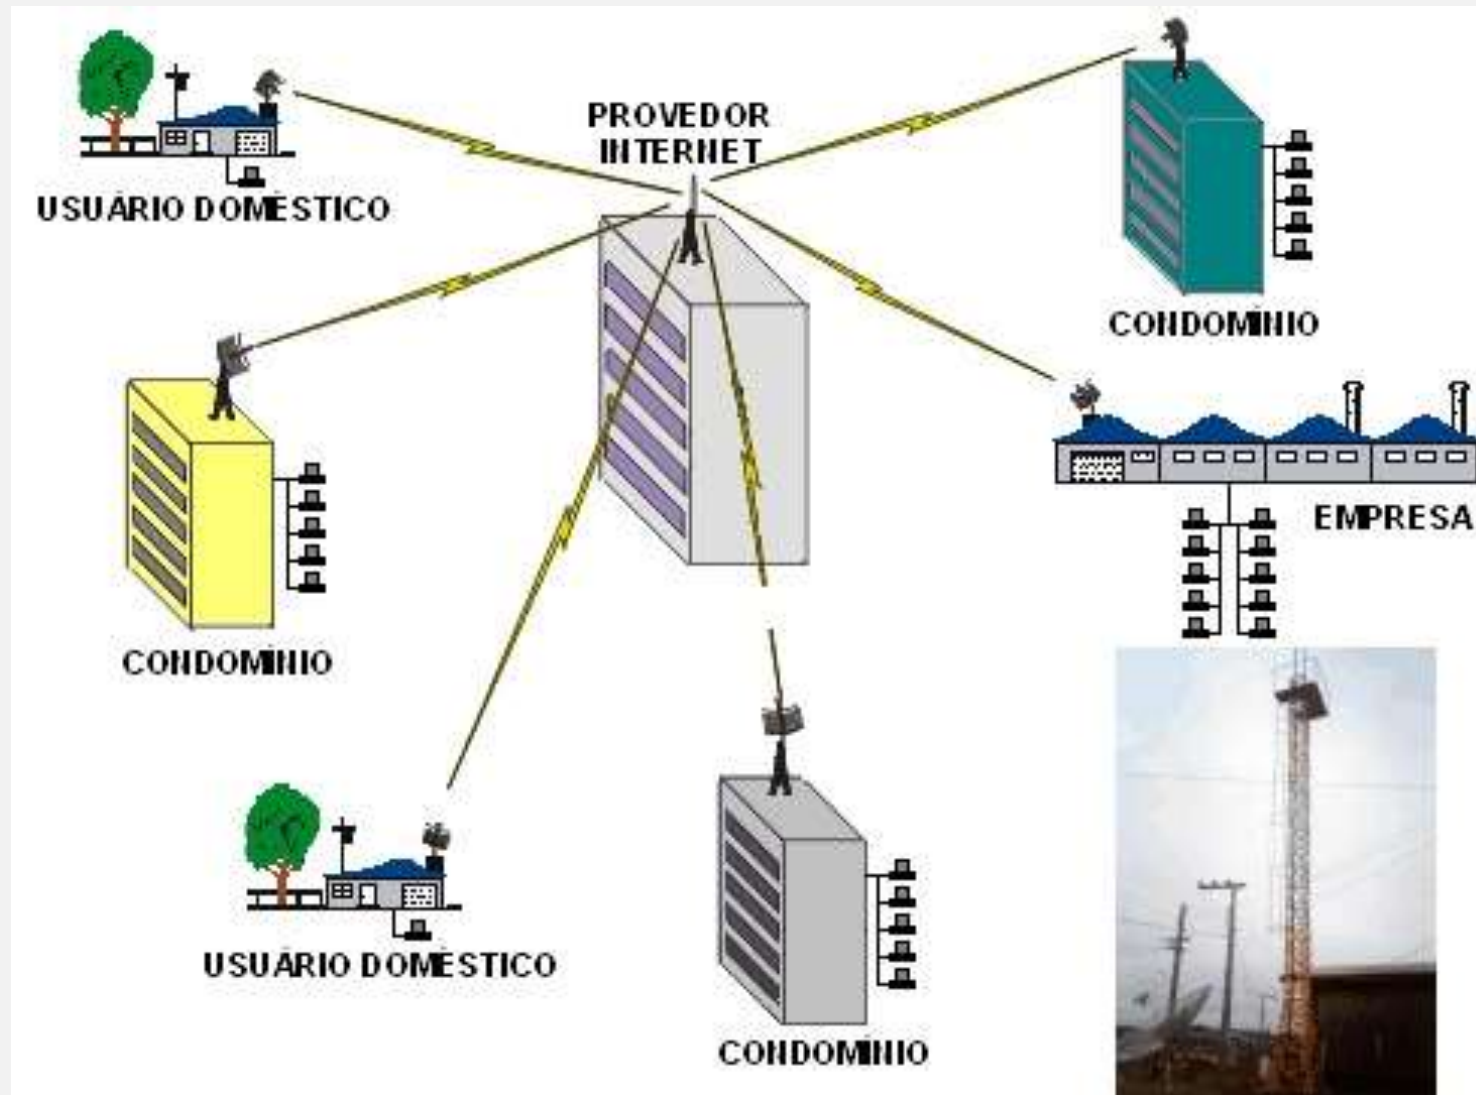 PROVEDOR
INTERNET
USUÁRIO DOMÉSTICO
CONDOMÍNIO
EMPRESA
CONDOMÍNIO
USUÁRIO DOMÉSTICO
CONDOMÍNIO